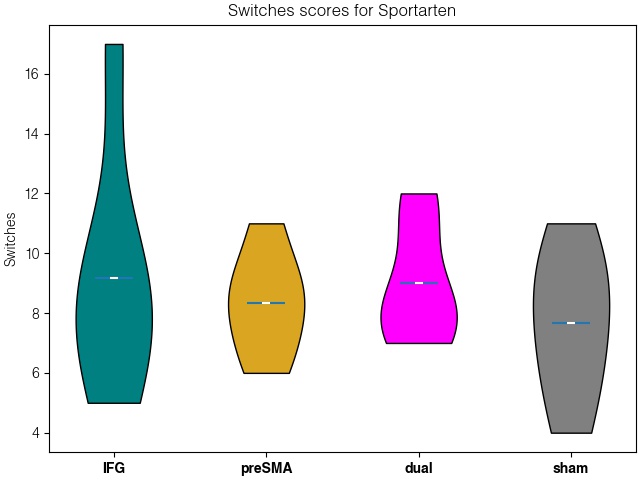 Switches scores for Sportarten
16
14
12
10
8
6
4
Switches
IFG
preSMA
dual
sham